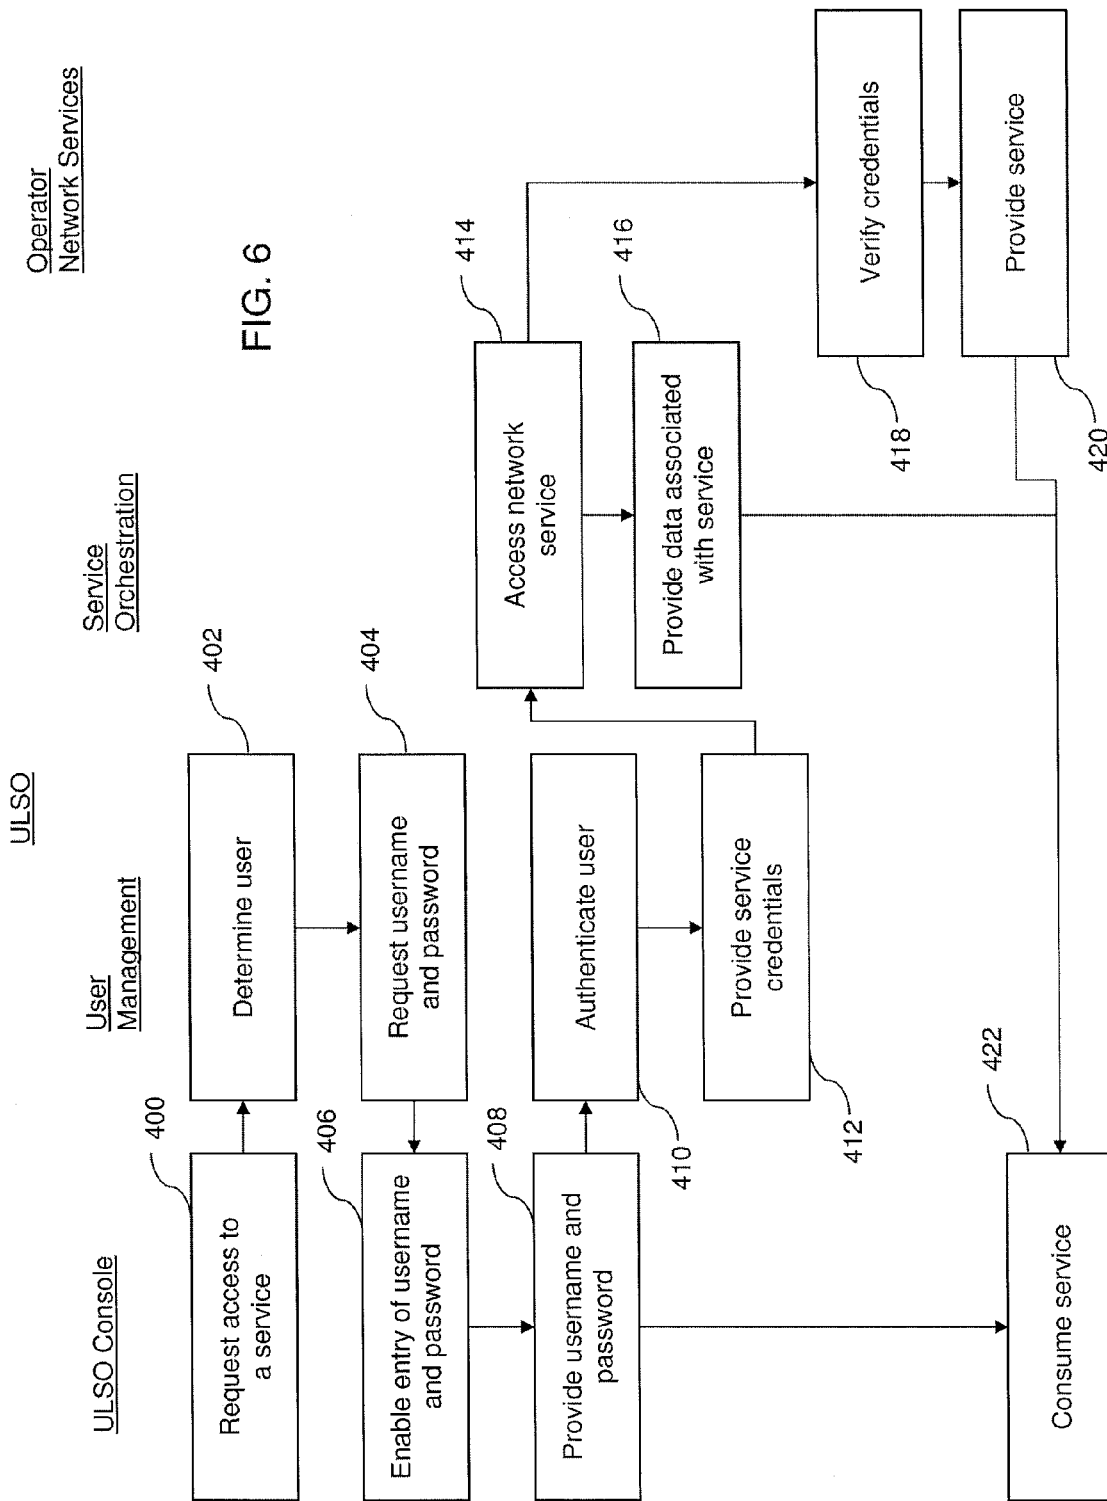 ULSO
ULSO Console
User
Management
Service
Orchestration
Operator
Network Services
400
Request access to
a service
402
Determine user
404
Request username
and password
406
Enable entry of username
and password
408
Provide username and
password
410
Authenticate user
412
Provide service
credentials
414
Access network
service
416
Provide data associated
with service
418
Verify credentials
420
Provide service
422
Consume service
FIG. 6